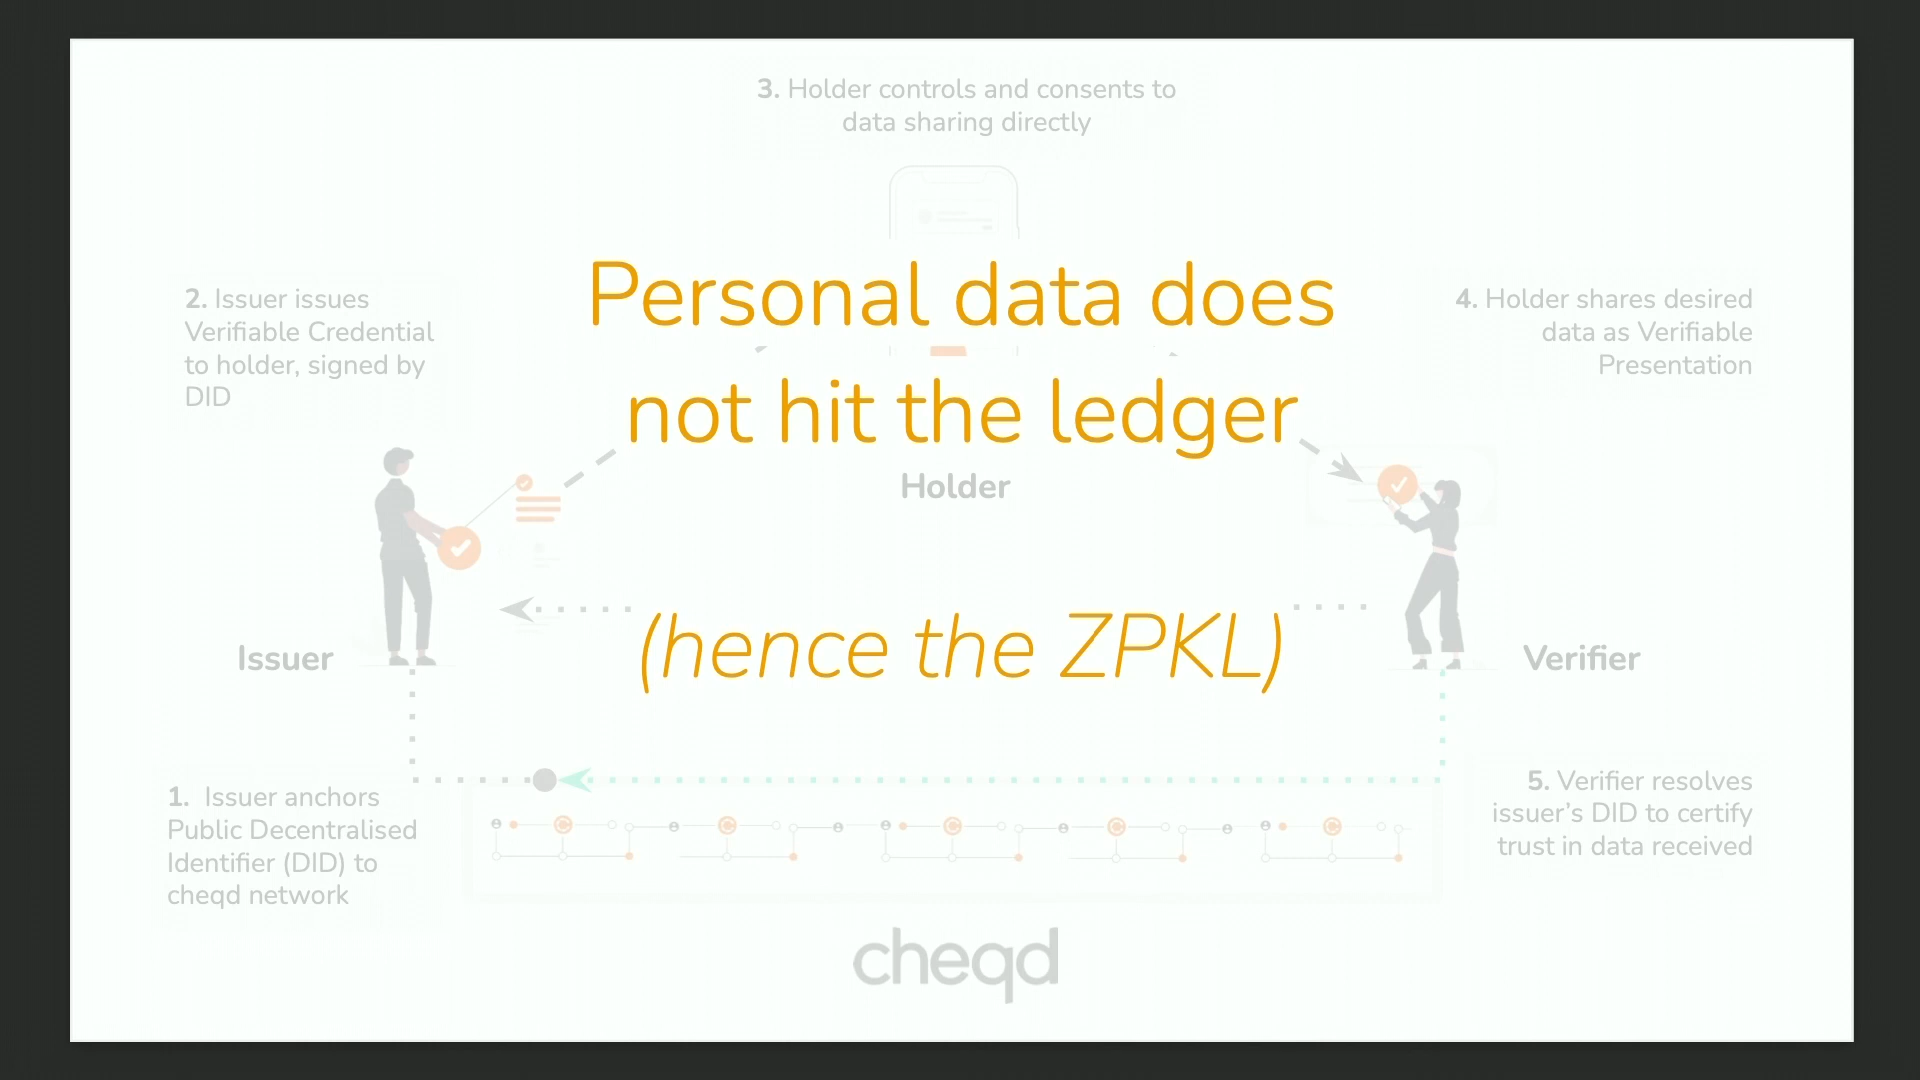 3. Holder controls and consents to
data sharing directly
Personal data does
not hit the ledger
(hence the ZPKL)
2. Issuer issues
Verifiable Credential
to holder, signed by
DID
4. Holder shares desired
data as Verifiable
Presentation
Holder
Issuer
Verifier
1. Issuer anchors
Public Decentralised
Identifier (DID) to
cheqd network
5. Verifier resolves
issuer’s DID to certify
trust in data received
cheqd